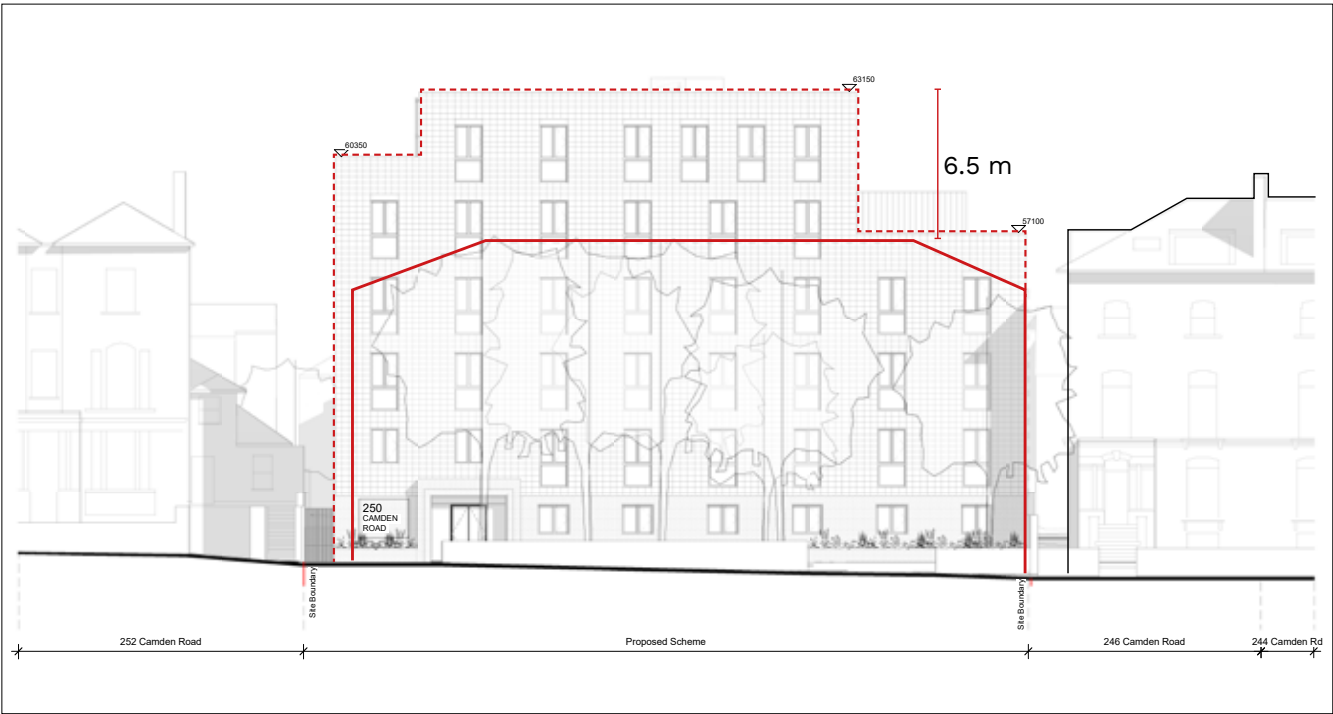 63150
60350
6.5 m
57100
250
CAMDEN
ROAD
Site Boundary
Site Boundary
252 Camden Road
Proposed Scheme
246 Camden Road
244 Camden Rd